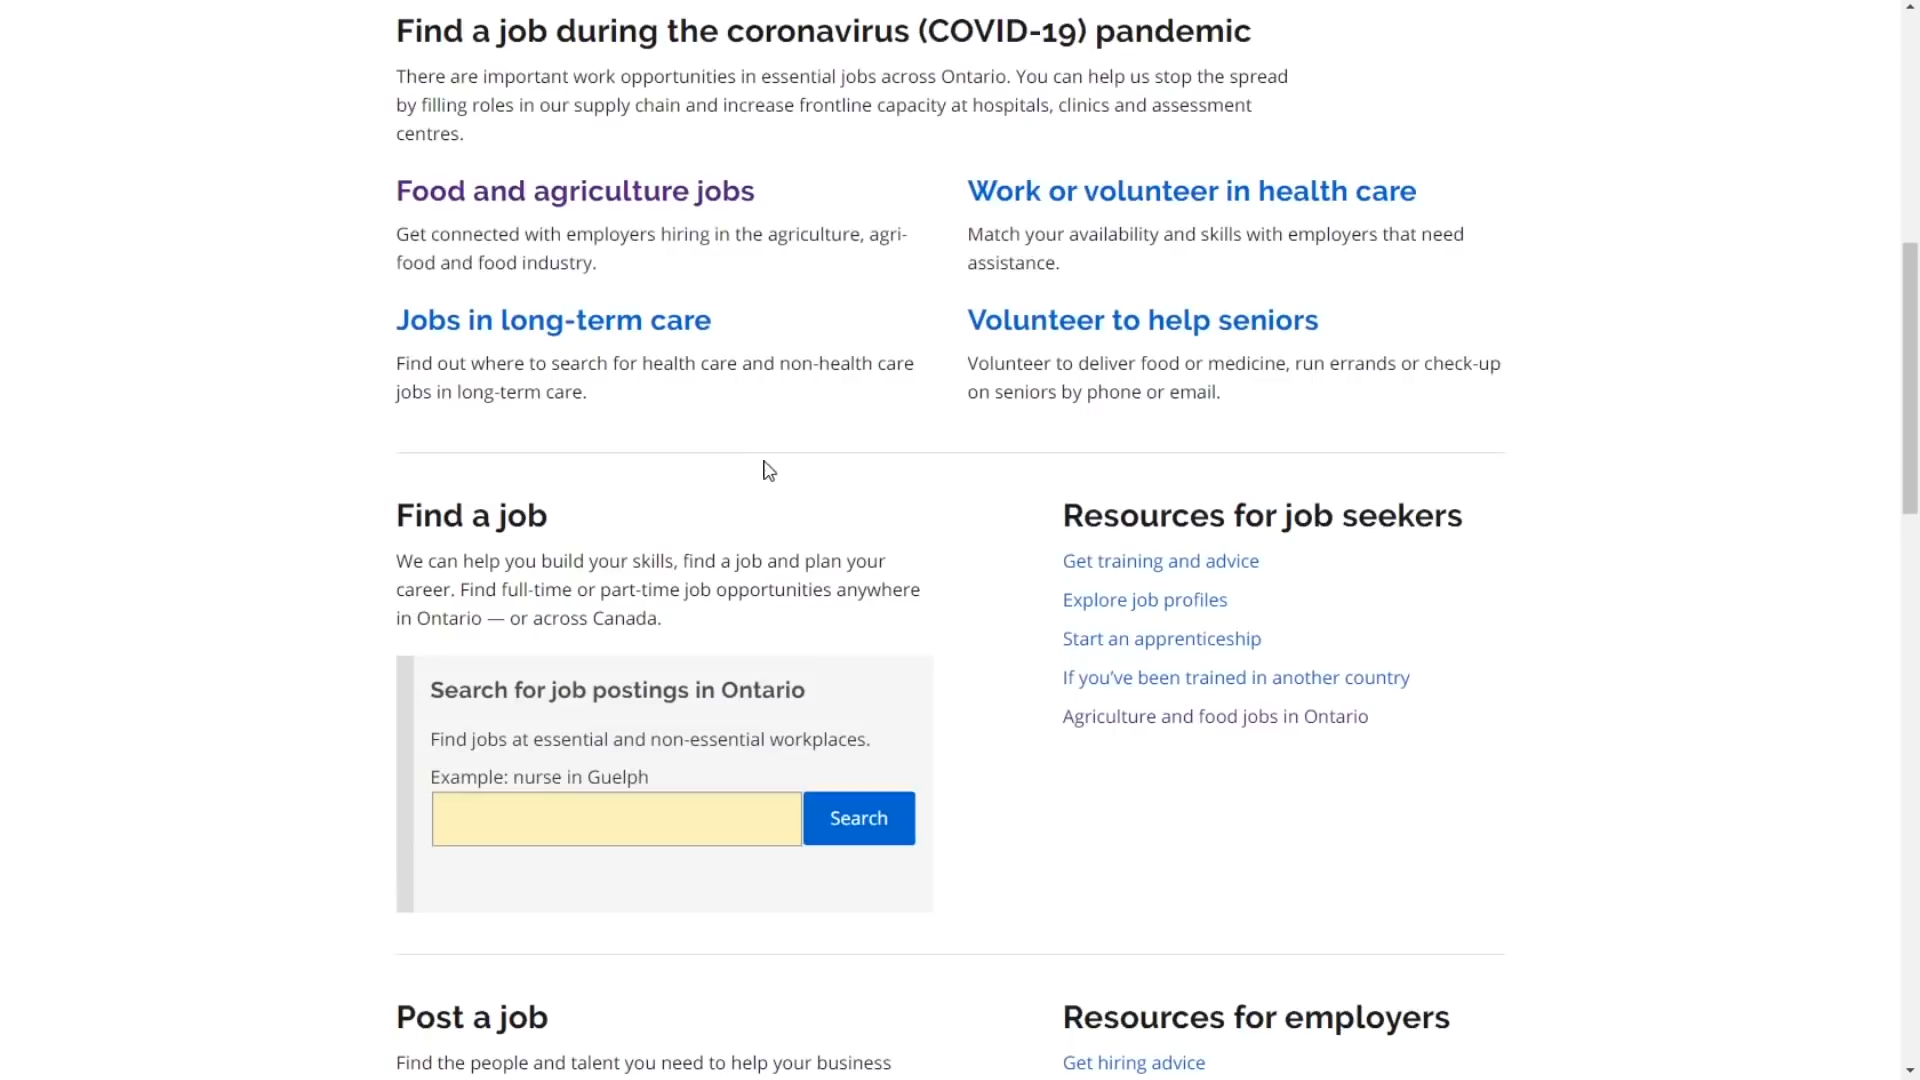 Find a job during the coronavirus (COVID-19) pandemic
There are important work opportunities in essential jobs across Ontario. You can help us stop the spread
by filling roles in our supply chain and increase frontline capacity at hospitals, clinics and assessment
centres.
Food and agriculture jobs
Get connected with employers hiring in the agriculture, agri-
food and food industry.
Work or volunteer in health care
Match your availability and skills with employers that need
assistance.
Jobs in long-term care
Find out where to search for health care and non-health care
jobs in long-term care.
Volunteer to help seniors
Volunteer to deliver food or medicine, run errands or check-up
on seniors by phone or email.
Find a job
We can help you build your skills, find a job and plan your
career. Find full-time or part-time job opportunities anywhere
in Ontario — or across Canada.
Search for job postings in Ontario
Find jobs at essential and non-essential workplaces.
Example: nurse in Guelph
Search
Resources for job seekers
Get training and advice
Explore job profiles
Start an apprenticeship
If you’ve been trained in another country
Agriculture and food jobs in Ontario
Post a job
Find the people and talent you need to help your business
Resources for employers
Get hiring advice